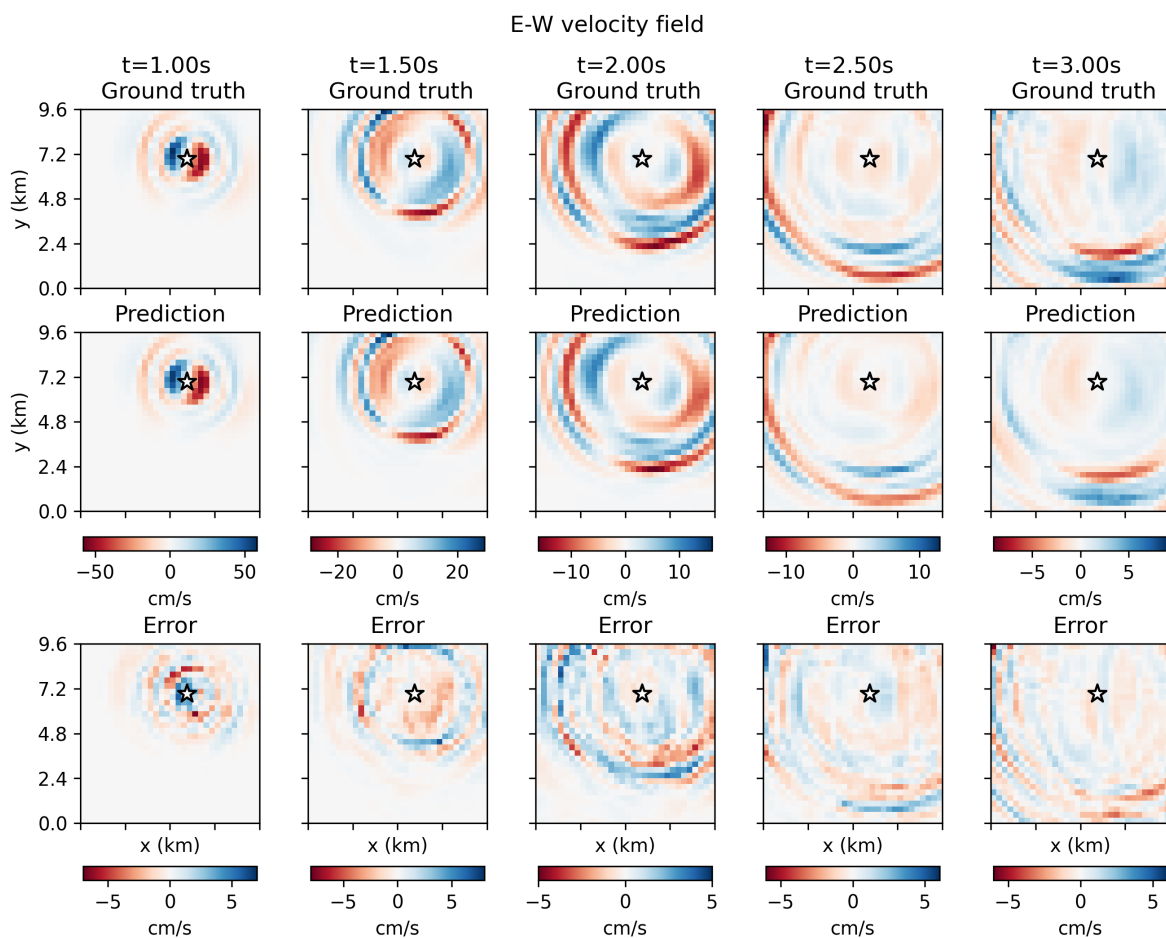 E-W velocity field
t=1.00s t=1.50s t=2.00s t=2.50s t=3.00s
Ground truth Ground truth Ground truth Ground truth Ground truth
9.6
7.2
4.8
2.4
0.0
y (km)
Prediction Prediction Prediction Prediction Prediction
9.6
7.2
4.8
2.4
0.0
y (km)
−50 0 50 −20 0 20 −10 0 10 −10 0 10 −5 0 5
cm/s cm/s cm/s cm/s cm/s
Error Error Error Error Error
9.6
7.2
4.8
2.4
0.0
x (km) x (km) x (km) x (km) x (km)
−5 0 5 −5 0 5 −5 0 5 −5 0 5 −5 0 5
cm/s cm/s cm/s cm/s cm/s